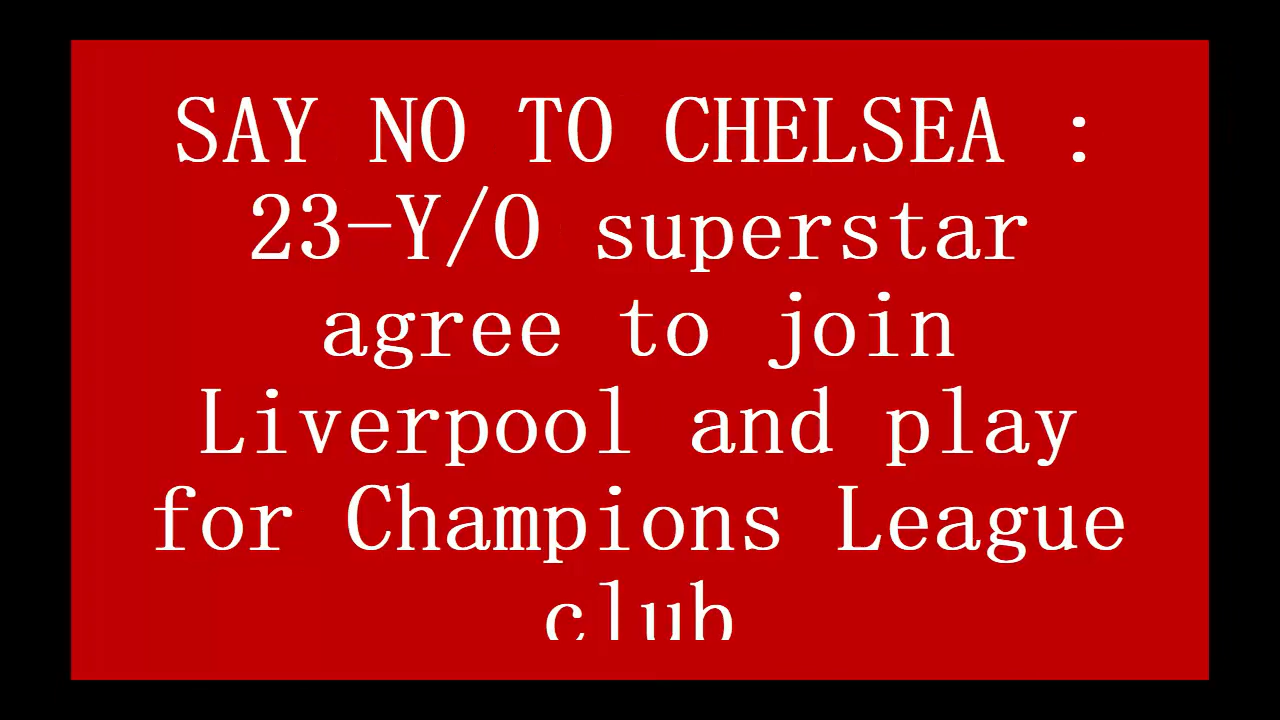 SAY NO TO CHELSEA :
23-Y/O superstar
agree to join
Liverpool and play
for Champions League
club